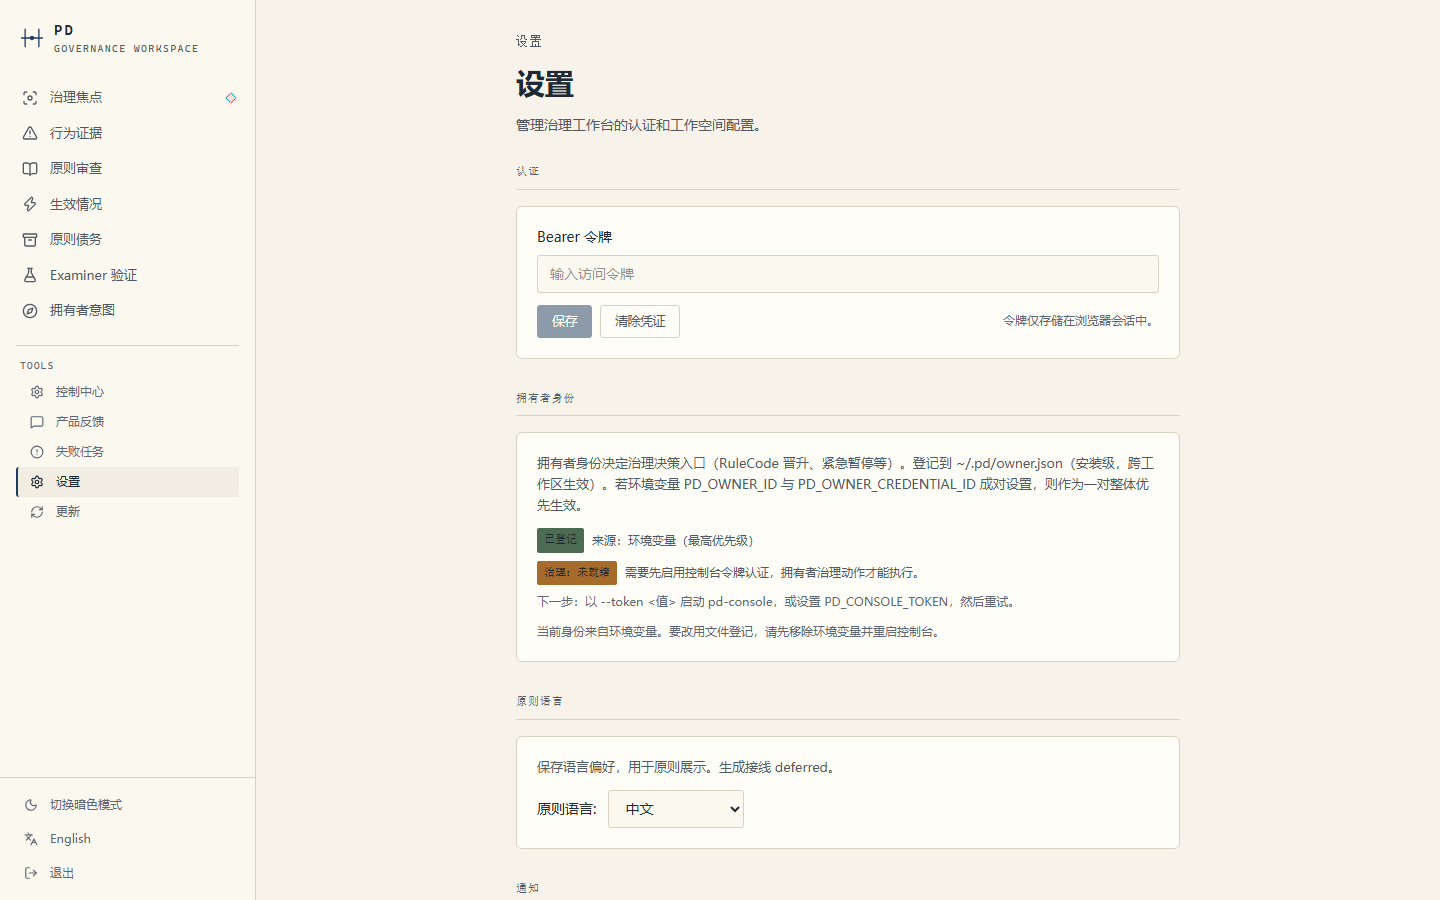 PD
GOVERNANCE WORKSPACE
治理焦点
行为证据
原则审查
生效情况
原则债务
Examiner 验证
拥有者意图
TOOLS
控制中心
产品反馈
失败任务
设置
更新
切换暗色模式
English
退出
设置
设置
管理治理工作台的认证和工作空间配置。
认证
Bearer 令牌
输入访问令牌
保存
清除凭证
令牌仅存储在浏览器会话中。
拥有者身份
拥有者身份决定治理决策入口（RuleCode 晋升、紧急暂停等）。登记到 ~/.pd/owner.json（安装级，跨工
作区生效）。若环境变量 PD_OWNER_ID 与 PD_OWNER_CREDENTIAL_ID 成对设置，则作为一对整体优
先生效。
已登记 来源：环境变量（最高优先级）
治理：未就绪 需要先启用控制台令牌认证，拥有者治理动作才能执行。
下一步：以 --token <值> 启动 pd-console，或设置 PD_CONSOLE_TOKEN，然后重试。
当前身份来自环境变量。要改用文件登记，请先移除环境变量并重启控制台。
原则语言
保存语言偏好，用于原则展示。生成接线 deferred。
原则语言: 中文
通知